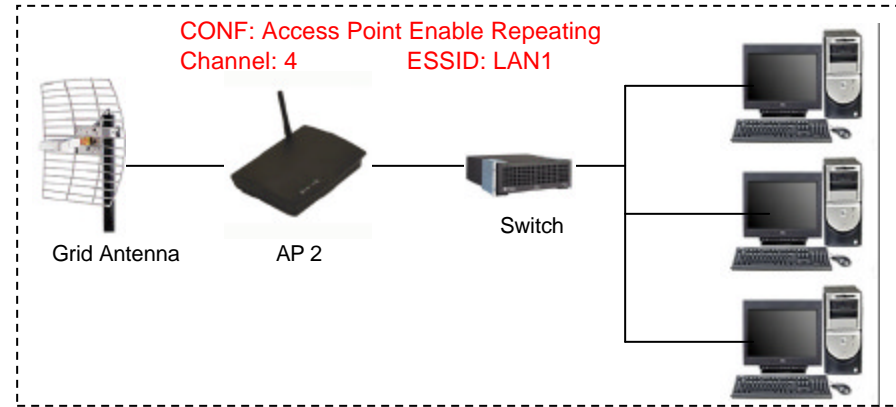 CONF: Access Point Enable Repeating
Channel: 4 ESSID: LAN1
Switch
Grid Antenna AP 2